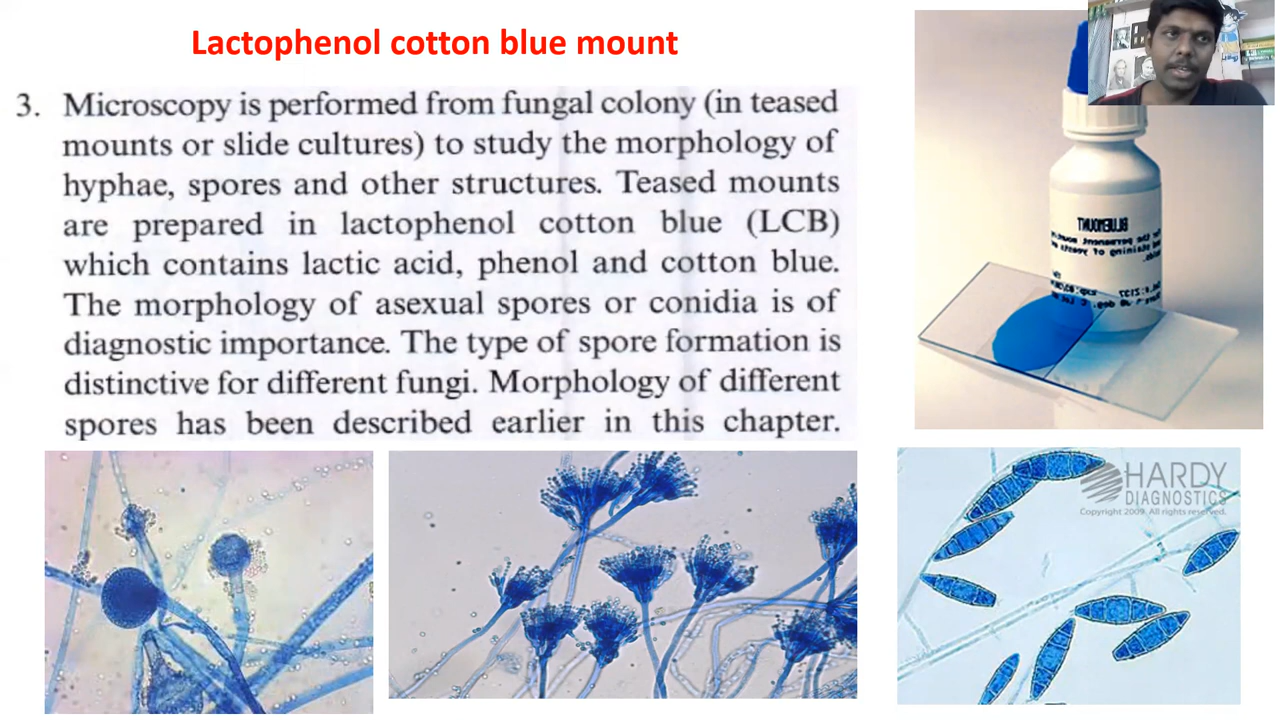 Lactophenol cotton blue mount
3. Microscopy is performed from fungal colony (in teased
mounts or slide cultures) to study the morphology of
hyphae, spores and other structures. Teased mounts
are prepared in lactophenol cotton blue (LCB)
which contains lactic acid, phenol and cotton blue.
The morphology of asexual spores or conidia is of
diagnostic importance. The type of spore formation is
distinctive for different fungi. Morphology of different
spores has been described earlier in this chapter.
BLUEMOUNT
HARDY
DIAGNOSTICS
Copyright 2009. All rights reserved.